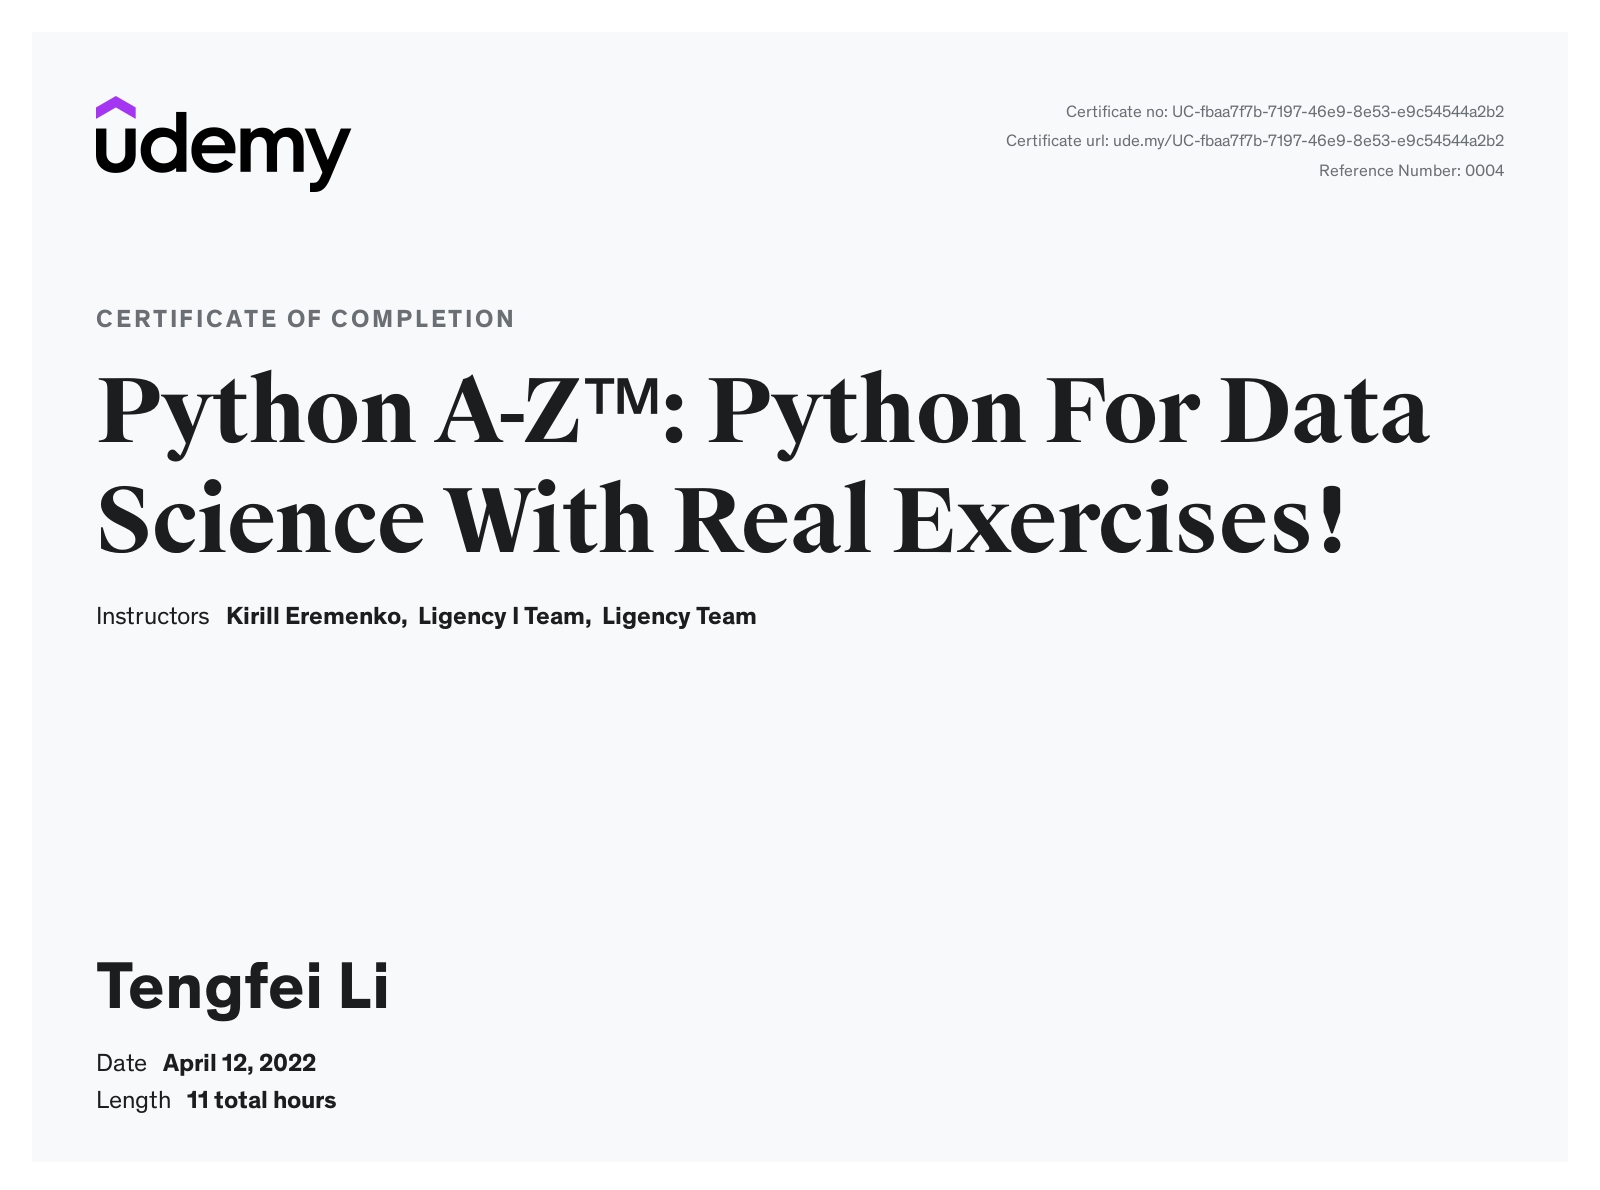 udemy
Certificate no: UC-fbaa7f7b-7197-46e9-8e53-e9c54544a2b2
Certificate url: ude.my/UC-fbaa7f7b-7197-46e9-8e53-e9c54544a2b2
Reference Number: 0004
CERTIFICATE OF COMPLETION
Python A-Z™: Python For Data
Science With Real Exercises!
Instructors Kirill Eremenko, Ligency I Team, Ligency Team
Tengfei Li
Date April 12, 2022
Length 11 total hours